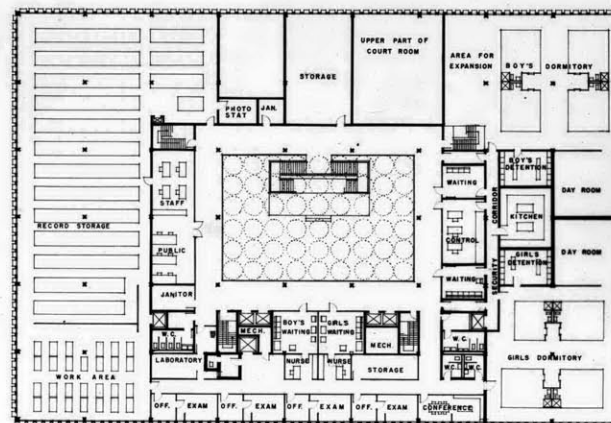 UPPER PART OF
COURT ROOM
AREA FOR
EXPANSION
BOY'S DORMITORY
STORAGE
PHOTO
STAT
JAN.
BOY'S
DETENTION
WAITING
STAFF
DAY ROOM
CORRIDOR
KITCHEN
RECORD STORAGE
CONTROL
PUBLIC
DAY ROOM
GIRLS
DETENTION
SECURITY
WAITING
JANITOR
BOY'S
WAITING
GIRL'S
WAITING
MECH.
W.C.
W.C.
MECH.
LABORATORY
NURSE
NURSE
STORAGE
W.C.
W.C.
GIRLS DORMITORY
WORK AREA
OFF. EXAM OFF. EXAM OFF. EXAM OFF. EXAM CONFERENCE